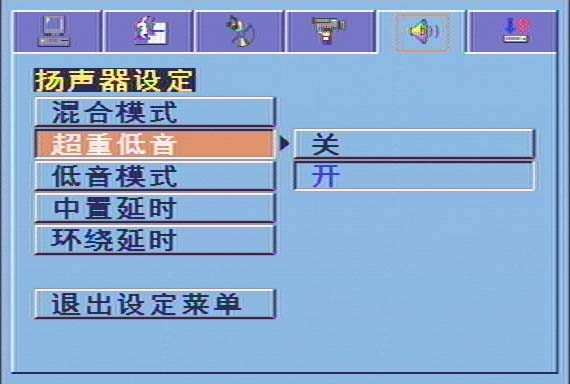 扬声器设定
混合模式
超重低音
关
低音模式
开
中置延时
环绕延时
退出设定菜单